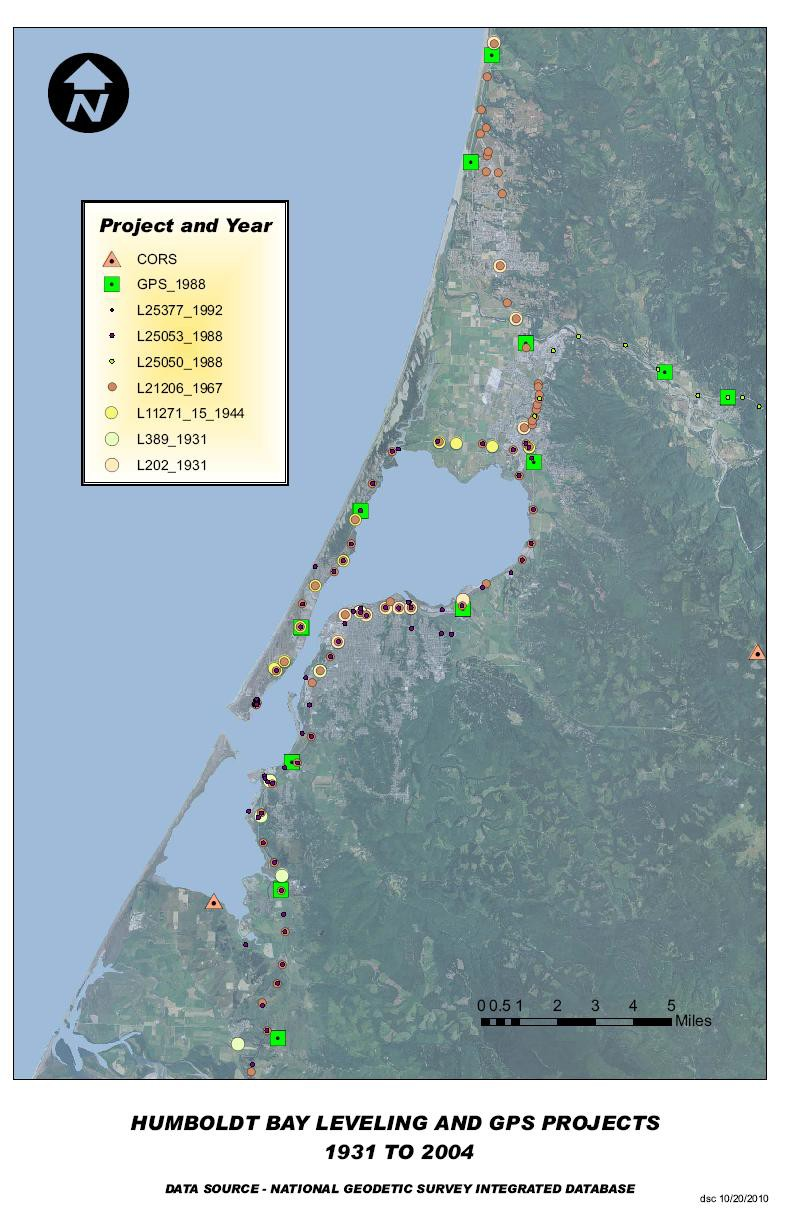 N
Project and Year
CORS
GPS_1988
L25377_1992
L25053_1988
L25050_1988
L21206_1967
L11271_15_1944
L389_1931
L202_1931
0 0.5 1 2 3 4 5
Miles
HUMBOLDT BAY LEVELING AND GPS PROJECTS
1931 TO 2004
DATA SOURCE - NATIONAL GEODETIC SURVEY INTEGRATED DATABASE
dsc 10/20/2010